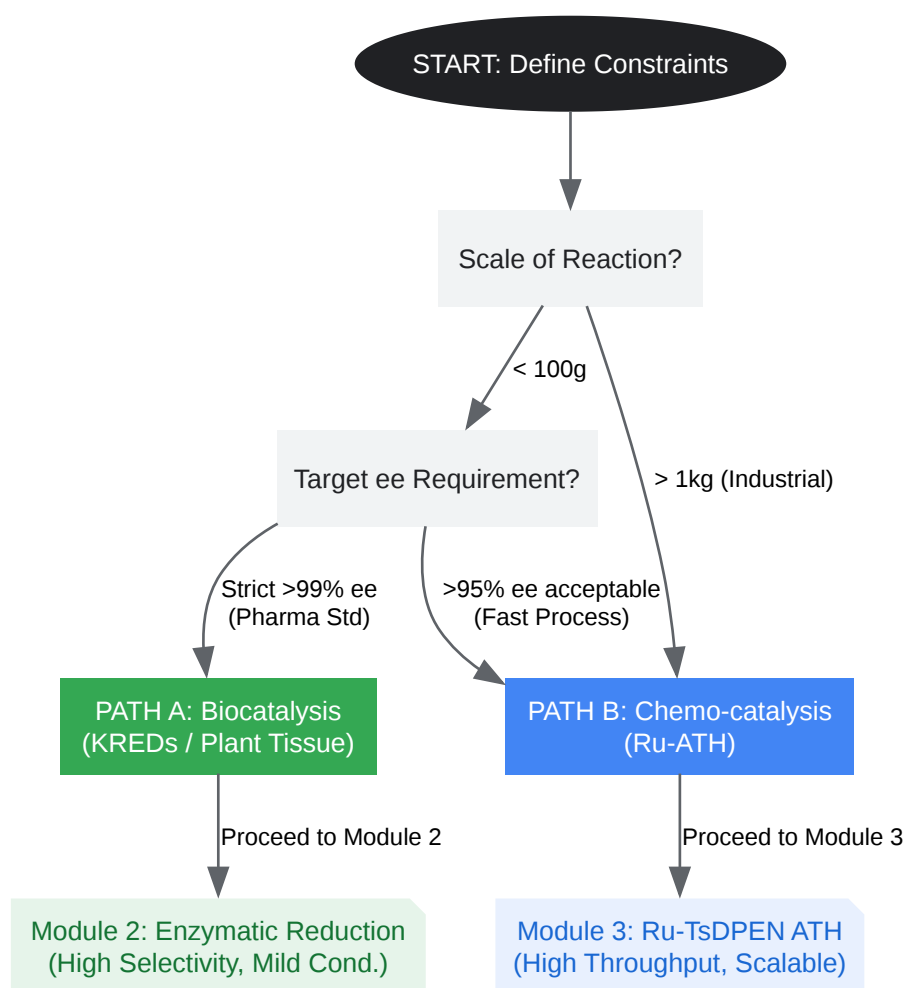 START: Define Constraints
Scale of Reaction?
< 100g
Target ee Requirement?
> 1kg (Industrial)
Strict >99% ee
(Pharma Std)
>95% ee acceptable
(Fast Process)
PATH A: Biocatalysis
(KREDs / Plant Tissue)
PATH B: Chemo-catalysis
(Ru-ATH)
Proceed to Module 2
Proceed to Module 3
Module 2: Enzymatic Reduction
(High Selectivity, Mild Cond.)
Module 3: Ru-TsDPEN ATH
(High Throughput, Scalable)